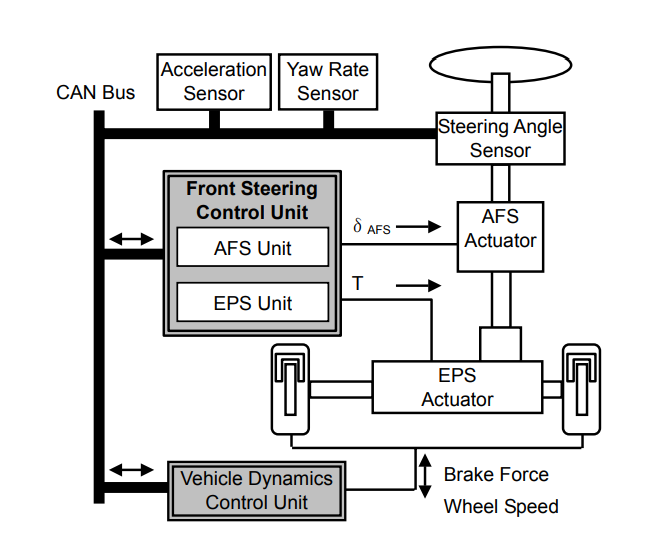 CAN Bus
Acceleration
Sensor
Yaw Rate
Sensor
Steering Angle
Sensor
Front Steering
Control Unit
AFS Unit
EPS Unit
δ AFS
T
AFS
Actuator
EPS
Actuator
Vehicle Dynamics
Control Unit
Brake Force
Wheel Speed